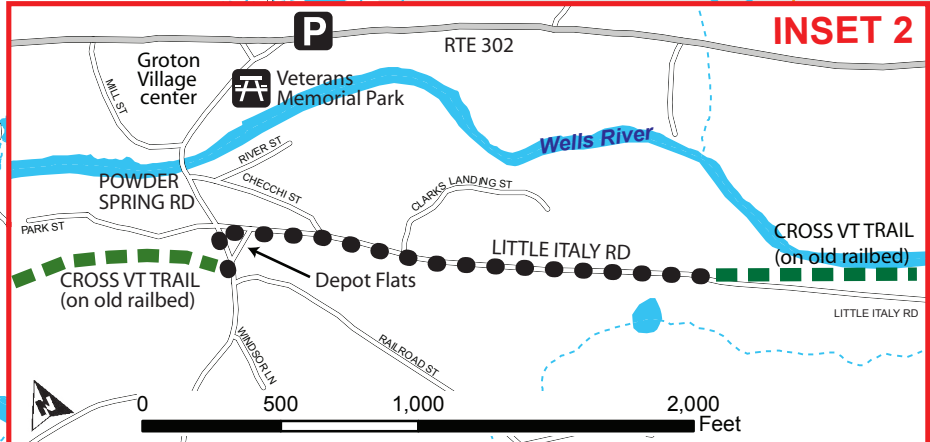 INSET 2
P
RTE 302
Groton
Village
center
MILL ST
Veterans
Memorial Park
Wells River
RIVER ST
POWDER
SPRING RD
CHECCHI ST
CLARKS LANDING ST
PARK ST
CROSS VT TRAIL
(on old railbed)
LITTLE ITALY RD
CROSS VT TRAIL
(on old railbed)
Depot Flats
LITTLE ITALY RD
WINDSOR LN
RAILROAD ST
N
0 500 1,000 2,000
Feet